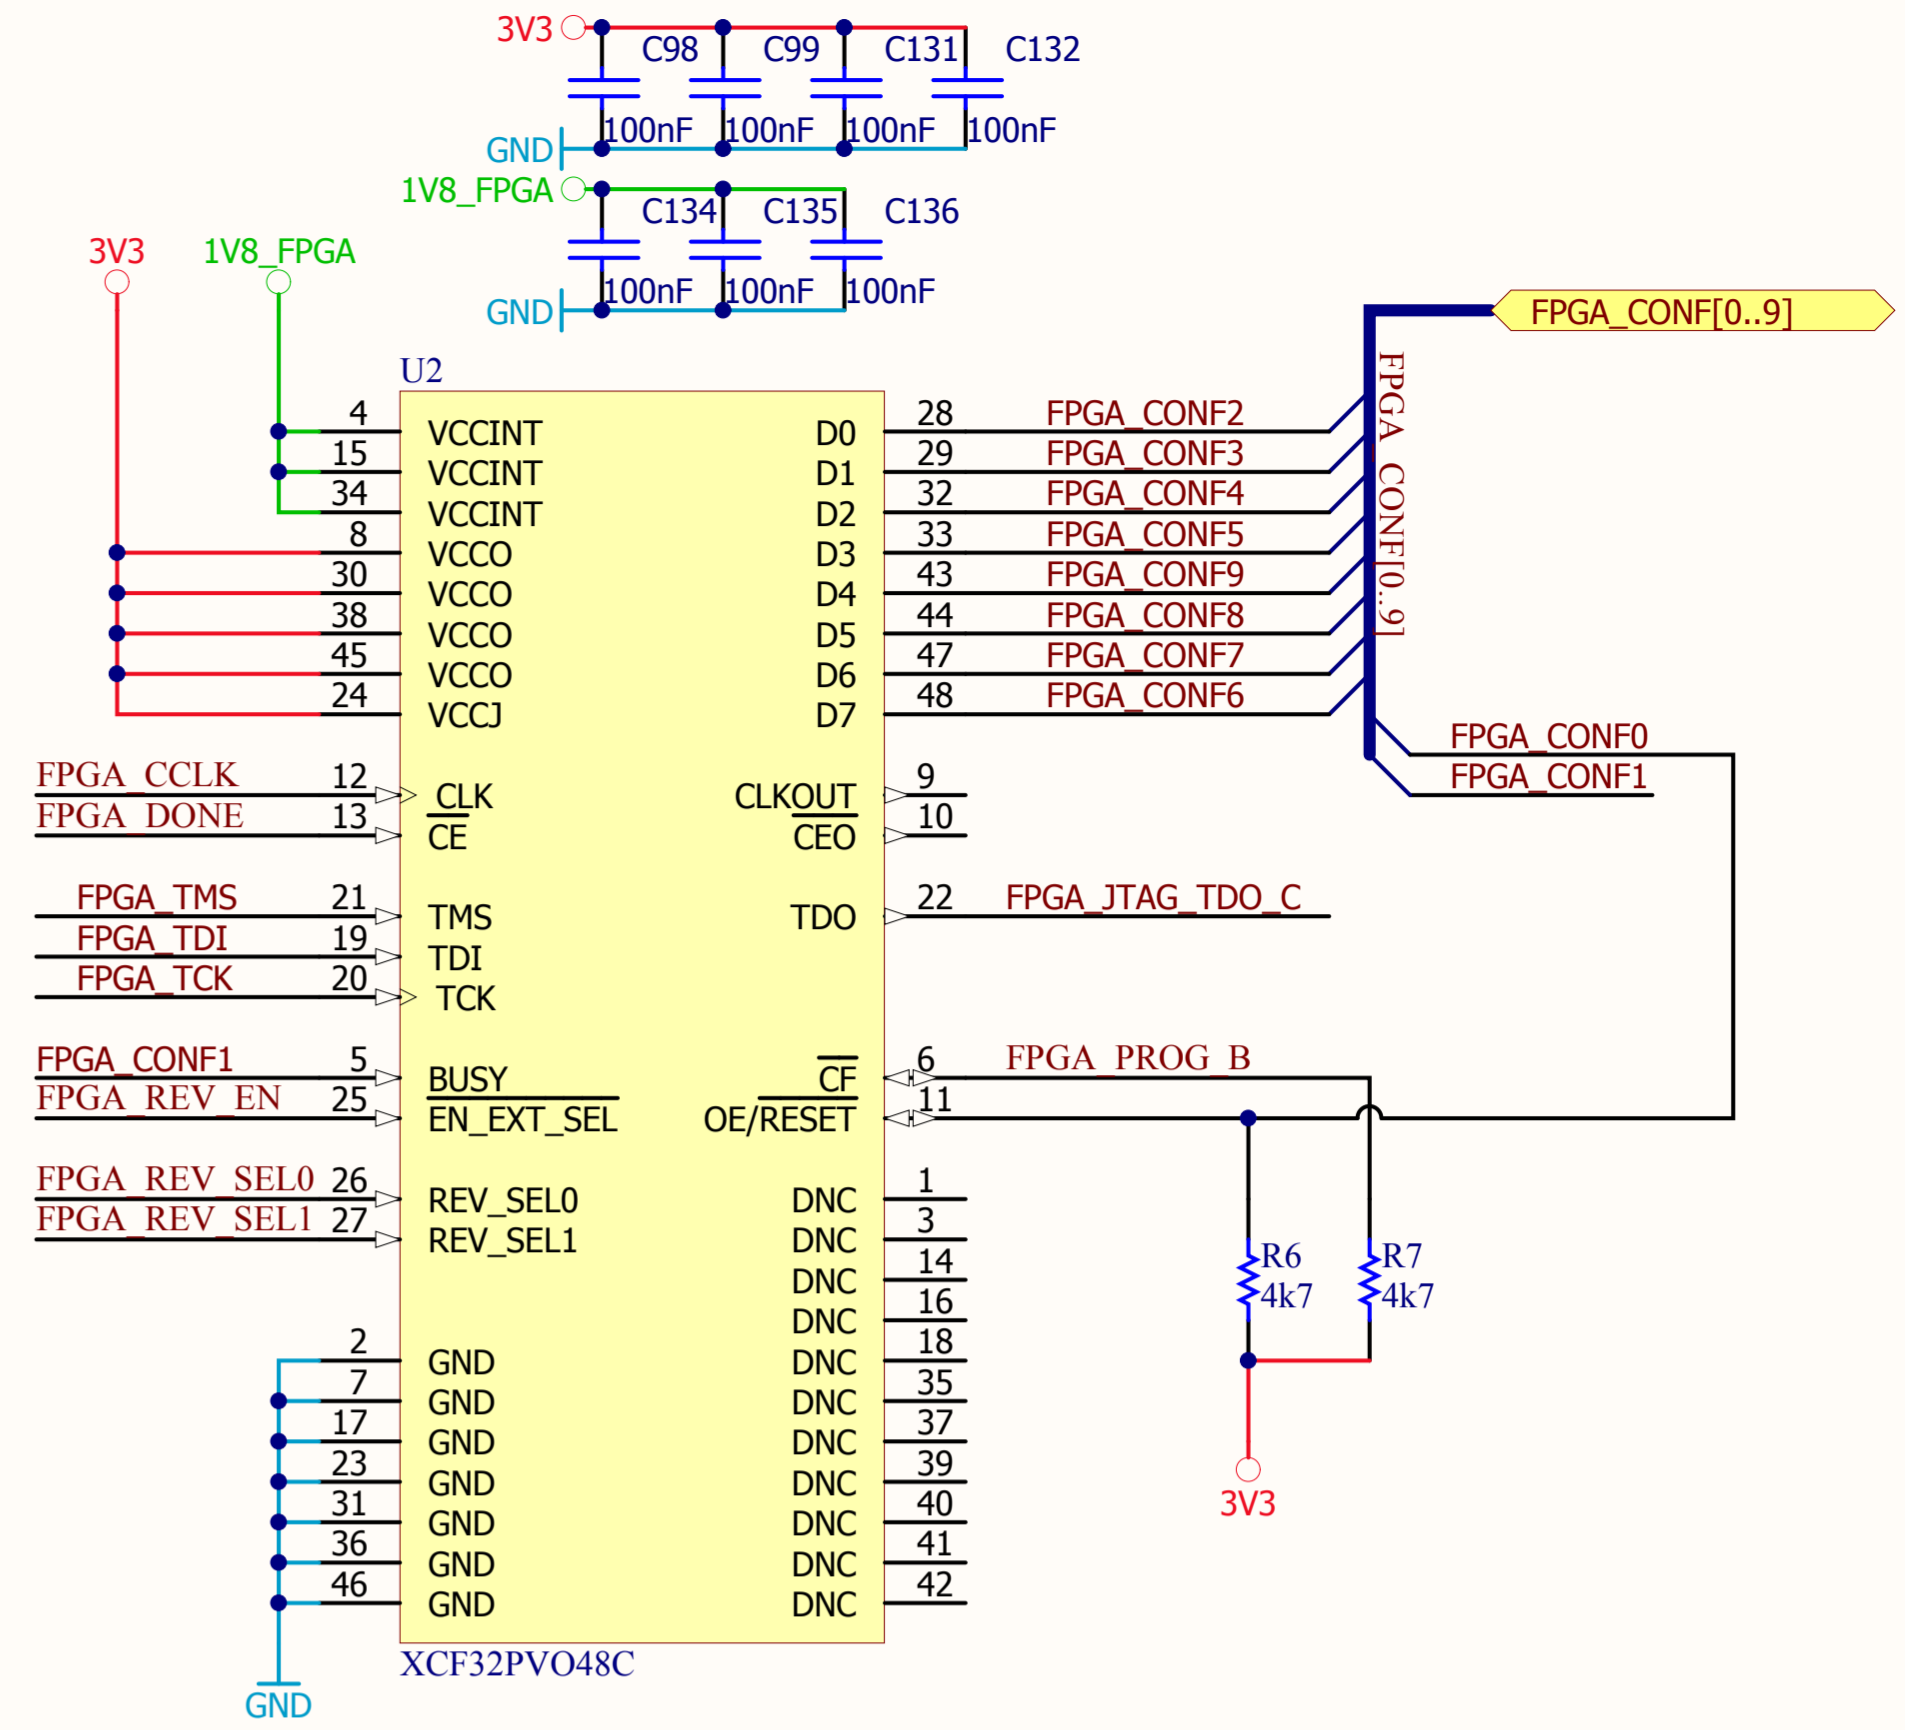 3V3
C98 C99 C131 C132
100nF 100nF 100nF 100nF
GND
1V8_FPGA
C134 C135 C136
100nF 100nF 100nF
GND
3V3 1V8_FPGA
FPGA_CONF[0..9]
FPGA_CONF[0..9]
U2
4 VCCINT D0 28 FPGA_CONF2
15 VCCINT D1 29 FPGA_CONF3
34 VCCINT D2 32 FPGA_CONF4
8 VCCO D3 33 FPGA_CONF5
30 VCCO D4 43 FPGA_CONF9
38 VCCO D5 44 FPGA_CONF8
45 VCCO D6 47 FPGA_CONF7
24 VCCJ D7 48 FPGA_CONF6
FPGA_CONF0
FPGA_CONF1
FPGA_CCLK 12 CLK CLKOUT 9
FPGA_DONE 13 CE CEO 10
FPGA_TMS 21 TMS TDO 22 FPGA_JTAG_TDO_C
FPGA_TDI 19 TDI
FPGA_TCK 20 TCK
FPGA_CONF1 5 BUSY CF 6 FPGA_PROG_B
FPGA_REV_EN 25 EN_EXT_SEL OE/RESET 11
FPGA_REV_SEL0 26 REV_SEL0 DNC 1
FPGA_REV_SEL1 27 REV_SEL1 DNC 3
DNC 14
DNC 16
R6 R7
4k7 4k7
2 GND DNC 18
7 GND DNC 35
17 GND DNC 37
23 GND DNC 39
31 GND DNC 40
36 GND DNC 41
46 GND DNC 42
3V3
XCF32PVO48C
GND